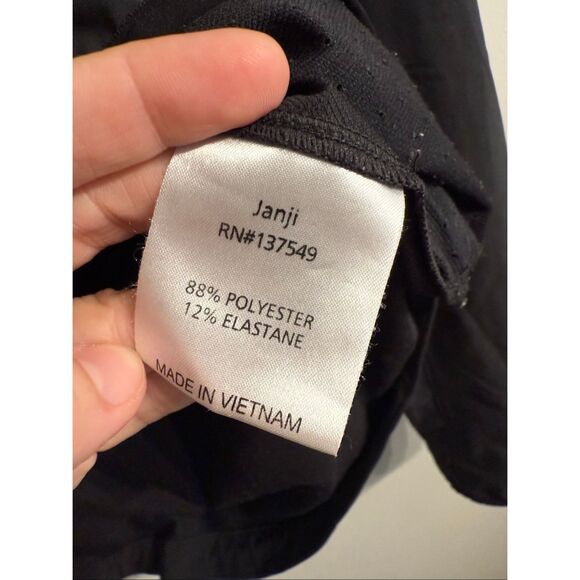 Janji
RN#137549
88% POLYESTER
12% ELASTANE
MADE IN VIETNAM